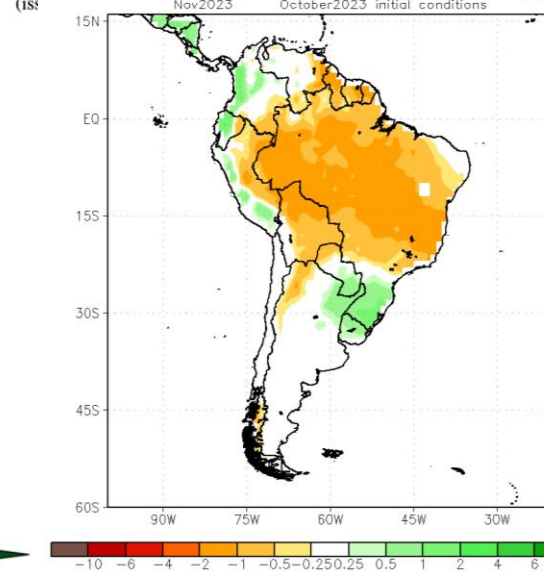 (iss
Nov2023 October2023 initial conditions
15N
EQ
15S
30S
45S
60S
90W 75W 60W 45W 30W
-10 -6 -4 -2 -1 -0.5 -0.25 0.25 0.5 1 2 4 6